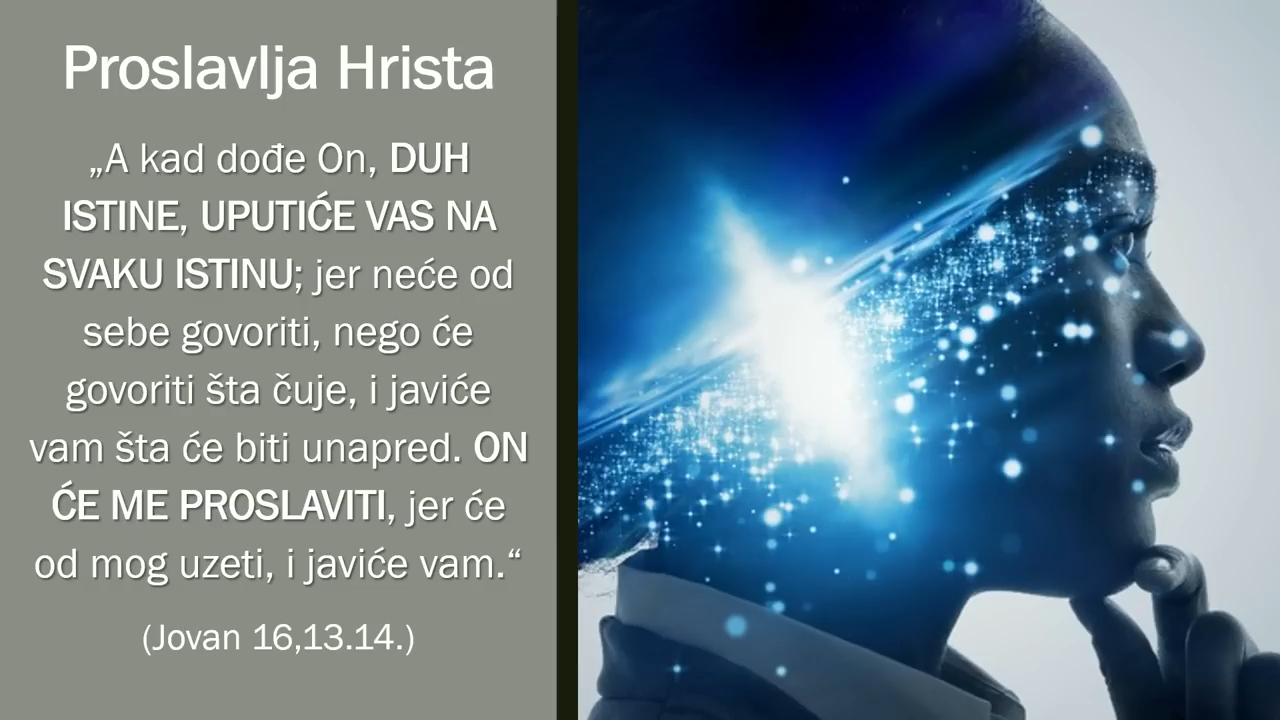 Proslavlja Hrista
„A kad dođe On, DUH
ISTINE, UPUTIĆE VAS NA
SVAKU ISTINU; jer neće od
sebe govoriti, nego će
govoriti šta čuje, i javiće
vam šta će biti unapred. ON
ĆE ME PROSLAVITI, jer će
od mog uzeti, i javiće vam.“
(Jovan 16,13.14.)